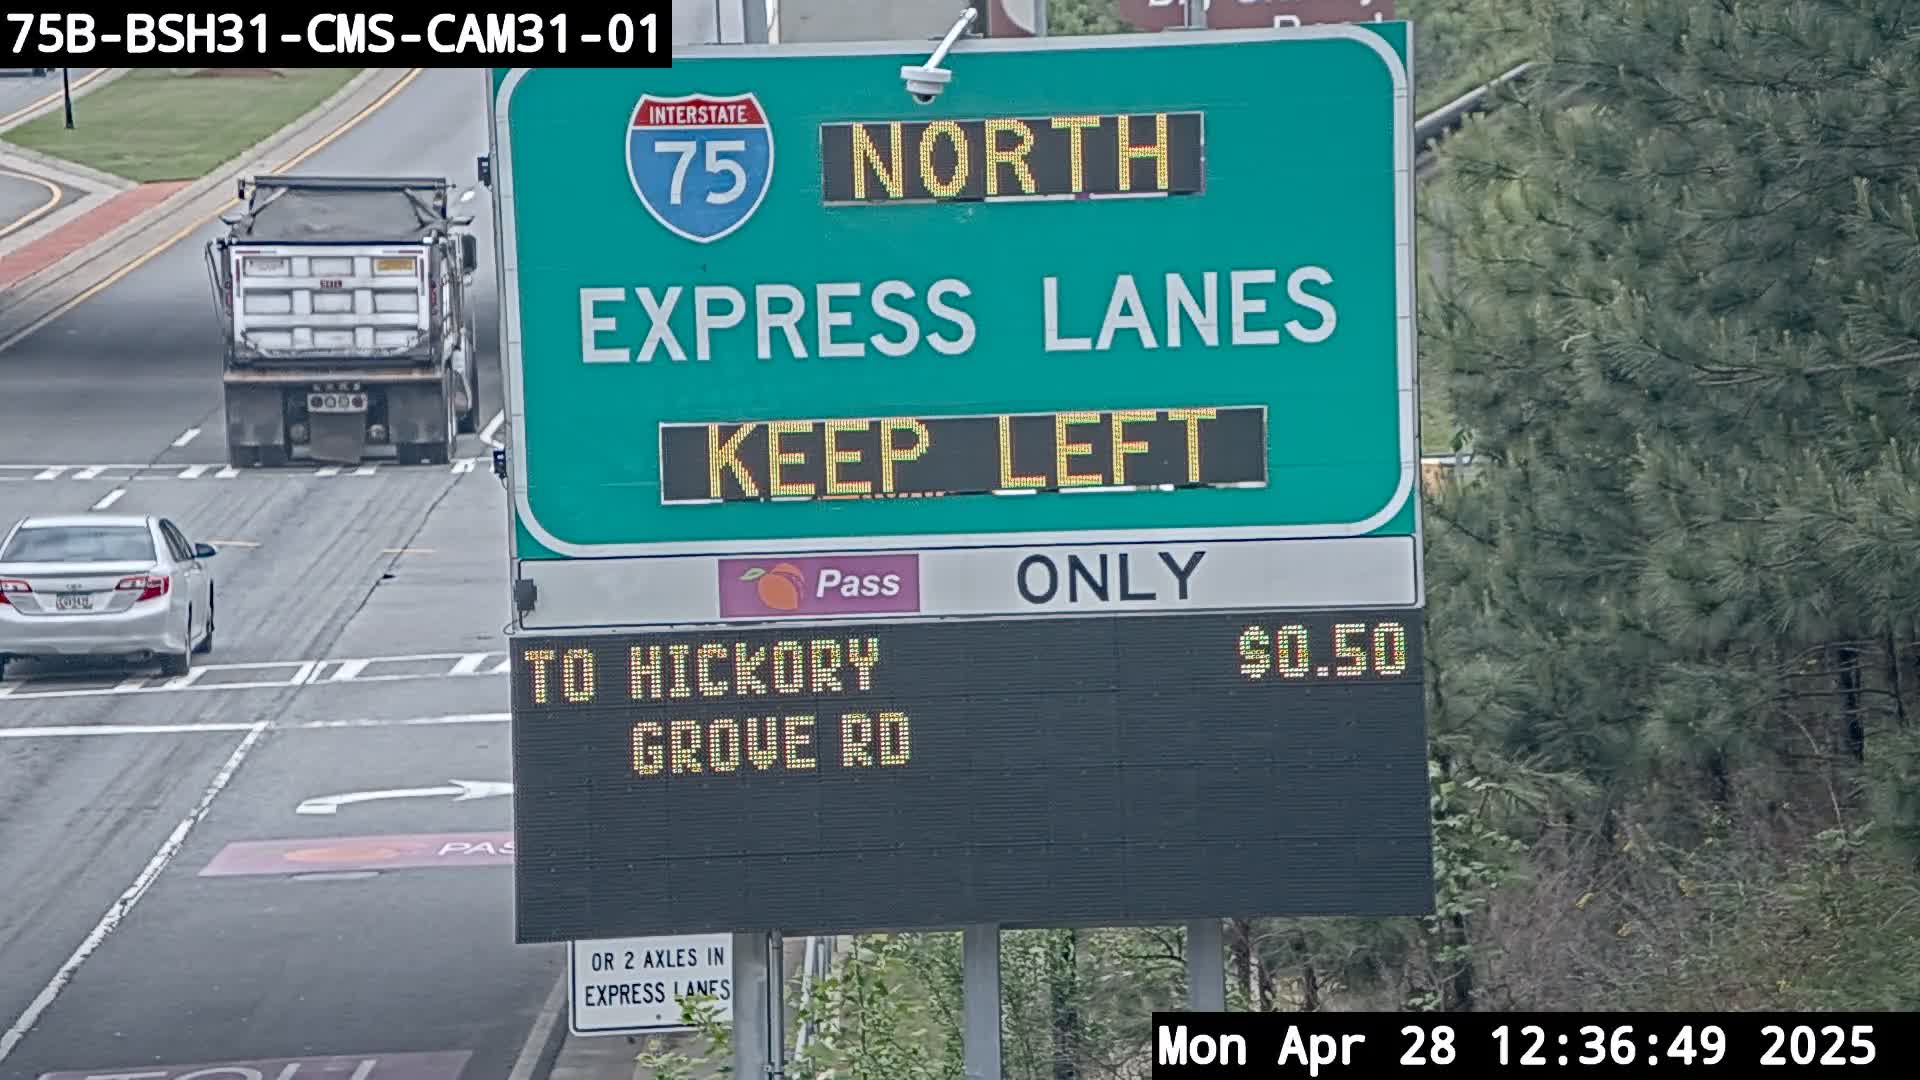 75B-BSH31-CMS-CAM31-01
INTERSTATE
75
NORTH
EXPRESS LANES
KEEP LEFT
Pass ONLY
TO HICKORY $0.50
GROVE RD
OR 2 AXLES IN
EXPRESS LANES
Mon Apr 28 12:36:49 2025